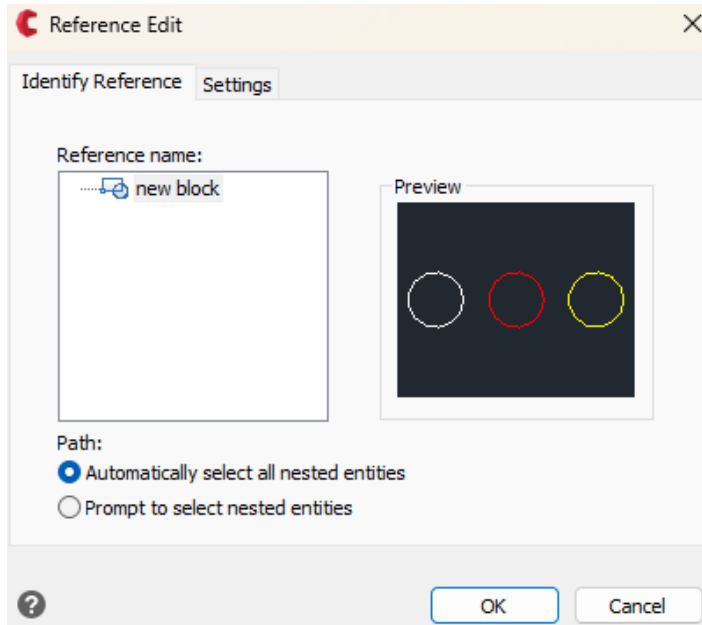 Reference Edit
Identify Reference
Settings
Reference name:
new block
Preview
Path:
Automatically select all nested entities
Prompt to select nested entities
?
OK
Cancel